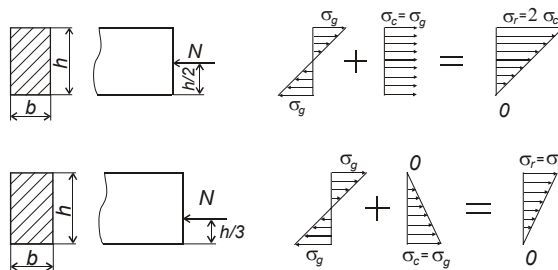 h
b
N
h/2
σg
σg
+
σc = σg
=
σr = 2 σc
0
h
b
N
h/3
σg
σg
+
0
σc = σg
=
σr = σ
0